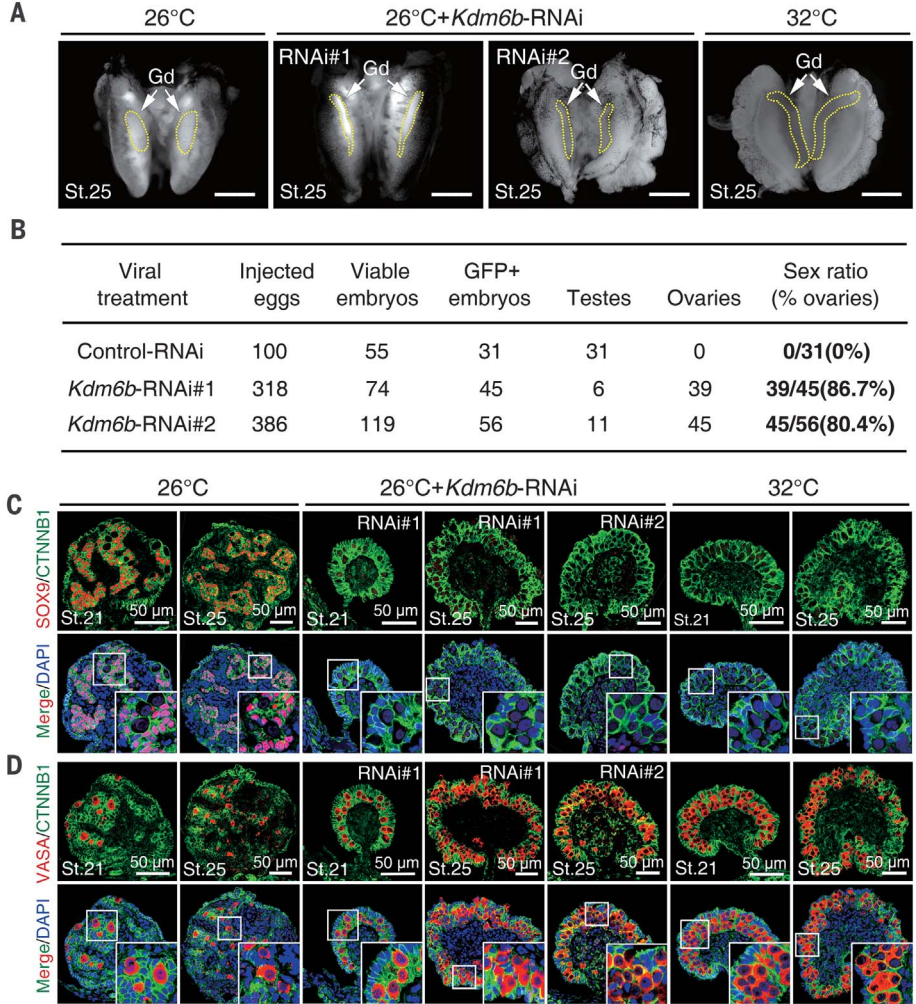 A
26°C
26°C+Kdm6b-RNAi
32°C
Gd
St.25
RNAi#1
Gd
St.25
RNAi#2
Gd
St.25
Gd
St.25
B
Viral treatment
Injected eggs
Viable embryos
GFP+ embryos
Testes
Ovaries
Sex ratio (% ovaries)
Control-RNAi 100 55 31 31 0 0/31(0%)
Kdm6b-RNAi#1 318 74 45 6 39 39/45(86.7%)
Kdm6b-RNAi#2 386 119 56 11 45 45/56(80.4%)
26°C
26°C+Kdm6b-RNAi
32°C
C
SOX9/CTNNB1
St.21
50 µm
St.25
50 µm
RNAi#1
St.21
50 µm
RNAi#1
St.25
50 µm
RNAi#2
St.25
50 µm
St.21
50 µm
St.25
50 µm
Merge/DAPI
D
VASA/CTNNB1
St.21
50 µm
St.25
50 µm
RNAi#1
St.21
50 µm
RNAi#1
St.25
50 µm
RNAi#2
St.25
50 µm
St.21
50 µm
St.25
50 µm
Merge/DAPI